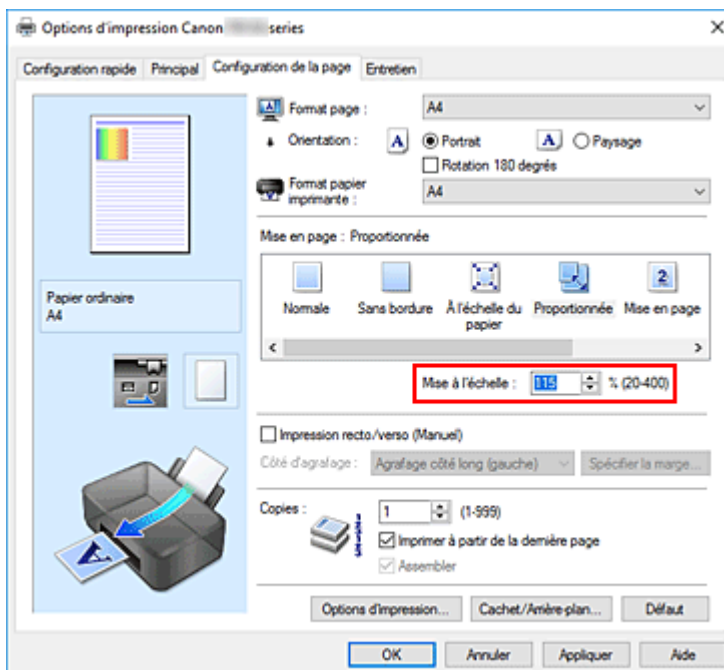 Options d'impression Canon series
Configuration rapide Principal Configuration de la page Entretien
Format page : A4
Orientation : A Portrait A Paysage
Rotation 180 degrés
Format papier imprimante : A4
Mise en page : Proportionnée
2
Normale Sans bordure À l'échelle du papier Proportionnée Mise en page
Papier ordinaire
A4
Mise à l'échelle : 115 % (20-400)
Impression recto/verso (Manuel)
Côté d'agrafage : Agrafage côté long (gauche) Spécifier la marge...
Copies : 1 (1-999)
Imprimer à partir de la dernière page
Assembler
A
Options d'impression... Cachet/Arrière-plan... Défaut
OK Annuler Appliquer Aide